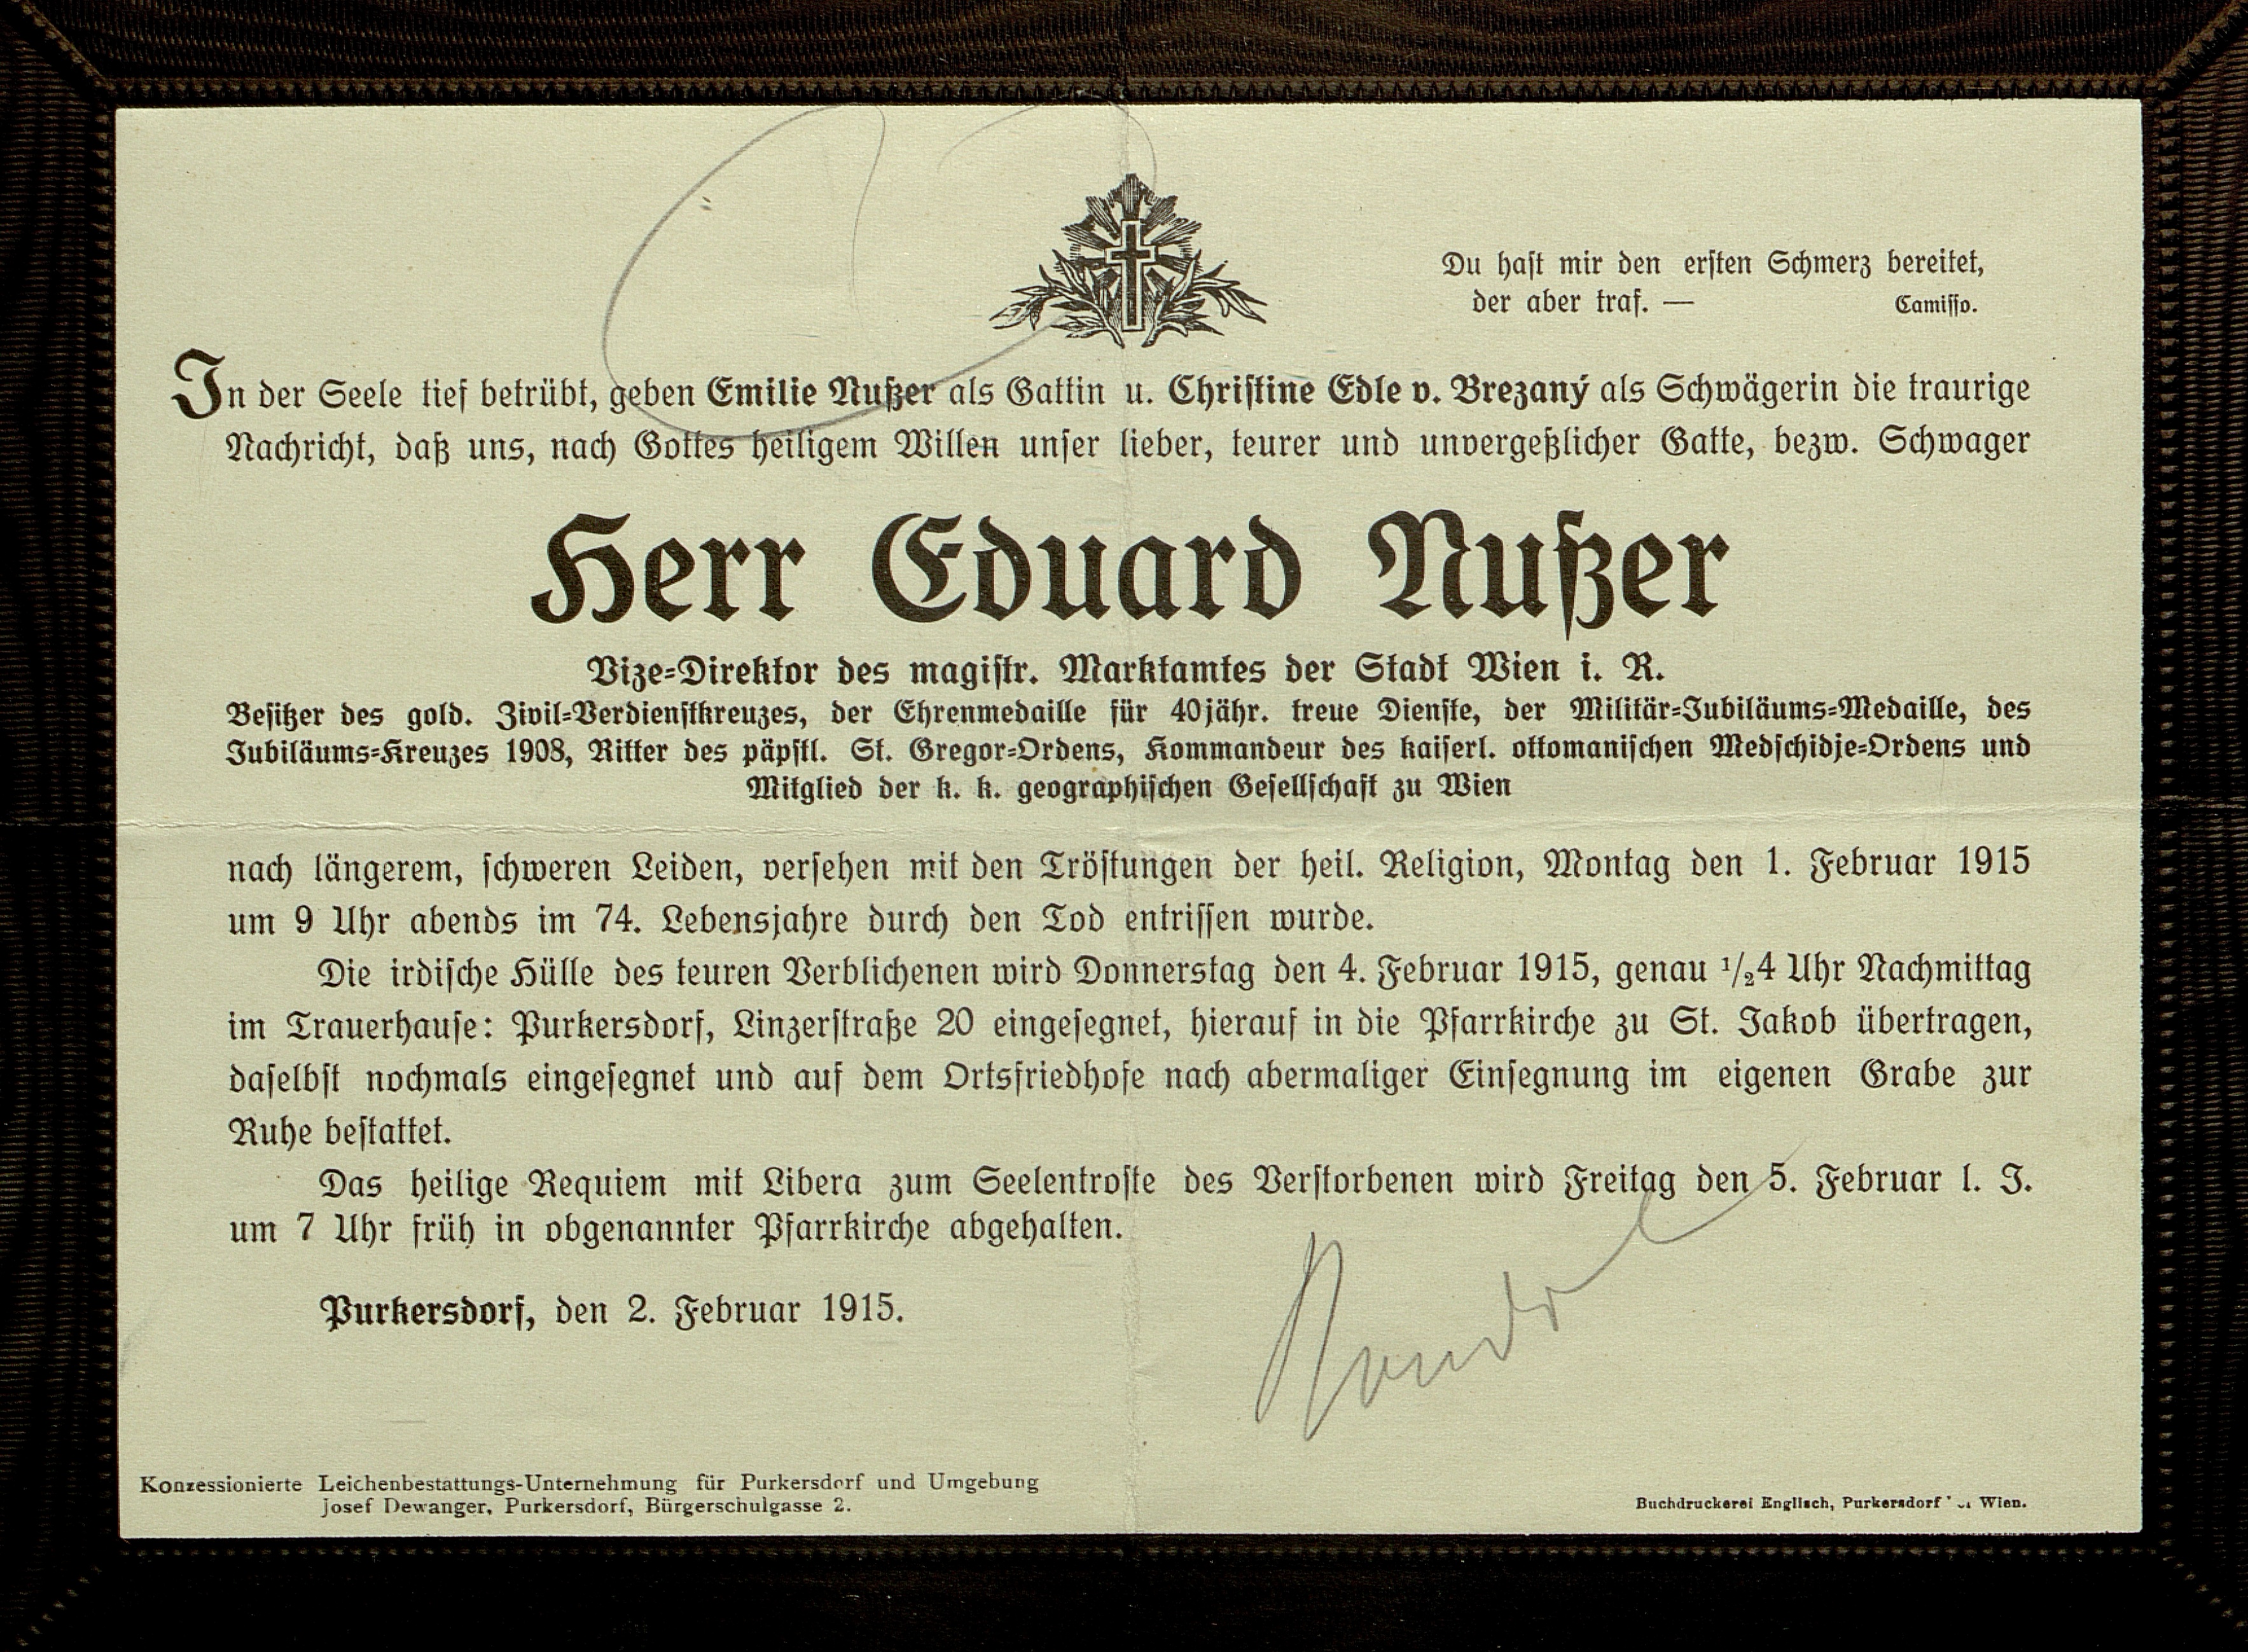 Du hast mir den ersten Schmerz bereitet,
der aber traf. — Camisso.
In der Seele tief betrübt, geben Emilie Nußer als Gattin u. Christine Edle v. Brezaný als Schwägerin die traurige
Nachricht, daß uns, nach Gottes heiligem Willen unser lieber, teurer und unvergeßlicher Gatte, bezw. Schwager
Herr Eduard Nußer
Vize-Direktor des magistr. Marktamtes der Stadt Wien i. R.
Besitzer des gold. Zivil-Verdienstkreuzes, der Ehrenmedaille für 40jähr. treue Dienste, der Militär-Jubiläums-Medaille, des
Jubiläums-Kreuzes 1908, Ritter des päpstl. St. Gregor-Ordens, Kommandeur des kaiserl. ottomanischen Medschidje-Ordens und
Mitglied der k. k. geographischen Gesellschaft zu Wien
nach längerem, schweren Leiden, versehen mit den Tröstungen der heil. Religion, Montag den 1. Februar 1915
um 9 Uhr abends im 74. Lebensjahre durch den Tod entrissen wurde.
Die irdische Hülle des teuren Verblichenen wird Donnerstag den 4. Februar 1915, genau 1/2 4 Uhr Nachmittag
im Trauerhause: Purkersdorf, Linzerstraße 20 eingesegnet, hierauf in die Pfarrkirche zu St. Jakob übertragen,
daselbst nochmals eingesegnet und auf dem Ortsfriedhofe nach abermaliger Einsegnung im eigenen Grabe zur
Ruhe bestattet.
Das heilige Requiem mit Libera zum Seelentroste des Verstorbenen wird Freitag den 5. Februar l. J.
um 7 Uhr früh in obgenannter Pfarrkirche abgehalten.
Purkersdorf, den 2. Februar 1915.
Konzessionierte Leichenbestattungs-Unternehmung für Purkersdorf und Umgebung
Josef Dewanger, Purkersdorf, Bürgerschulgasse 2.
Buchdruckerei Englisch, Purkersdorf Wien.